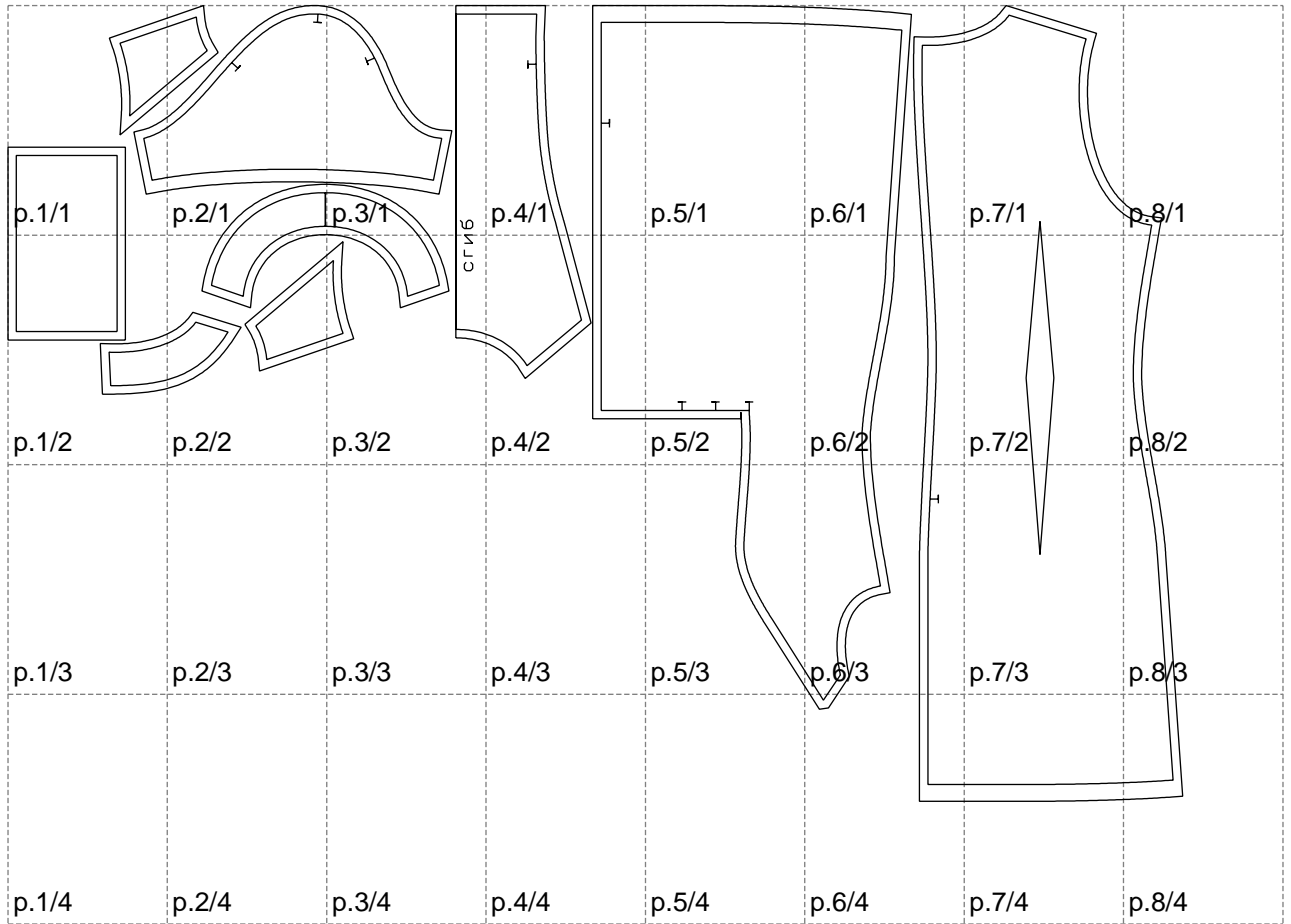 p.1/1 p.2/1 p.3/1 p.4/1 p.5/1 p.6/1 p.7/1 p.8/1
сгиб
p.1/2 p.2/2 p.3/2 p.4/2 p.5/2 p.6/2 p.7/2 p.8/2
p.1/3 p.2/3 p.3/3 p.4/3 p.5/3 p.6/3 p.7/3 p.8/3
p.1/4 p.2/4 p.3/4 p.4/4 p.5/4 p.6/4 p.7/4 p.8/4